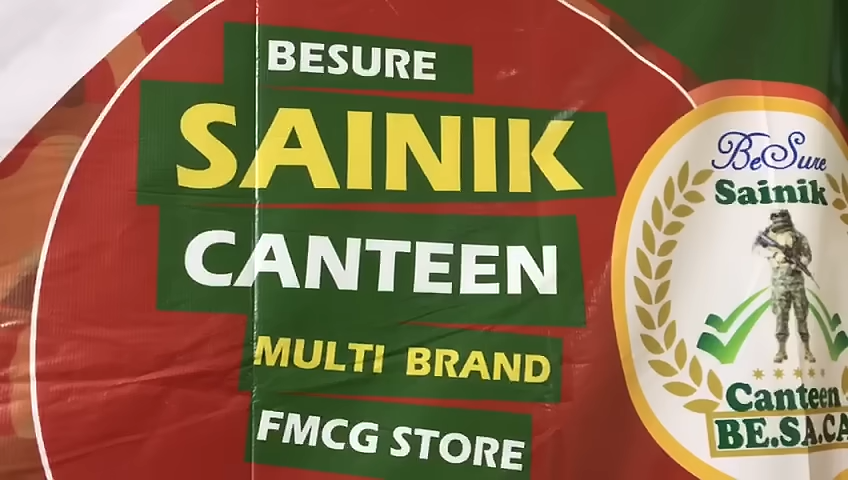 BESURE
SAINIK
CANTEEN
MULTI BRAND
FMCG STORE
BeSure
Sainik
Canteen
BE.SA.CA